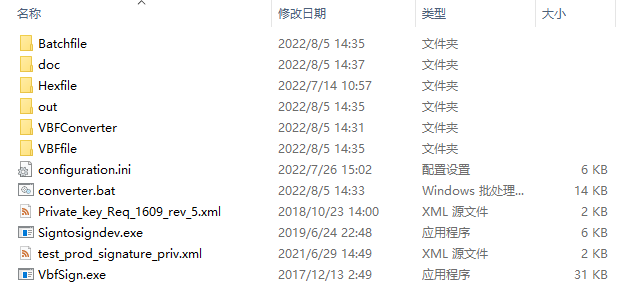 名称 修改日期 类型 大小
Batchfile 2022/8/5 14:35 文件夹
doc 2022/8/5 14:37 文件夹
Hexfile 2022/7/14 10:57 文件夹
out 2022/8/5 14:35 文件夹
VBFConverter 2022/8/5 14:31 文件夹
VBFfile 2022/8/5 14:35 文件夹
configuration.ini 2022/7/26 15:02 配置设置 6 KB
converter.bat 2022/8/5 14:33 Windows 批处理... 14 KB
Private_key_Req_1609_rev_5.xml 2018/10/23 14:00 XML 源文件 2 KB
Signtosigndev.exe 2019/6/24 22:48 应用程序 6 KB
test_prod_signature_priv.xml 2021/6/29 14:49 XML 源文件 2 KB
VbfSign.exe 2017/12/13 2:49 应用程序 31 KB